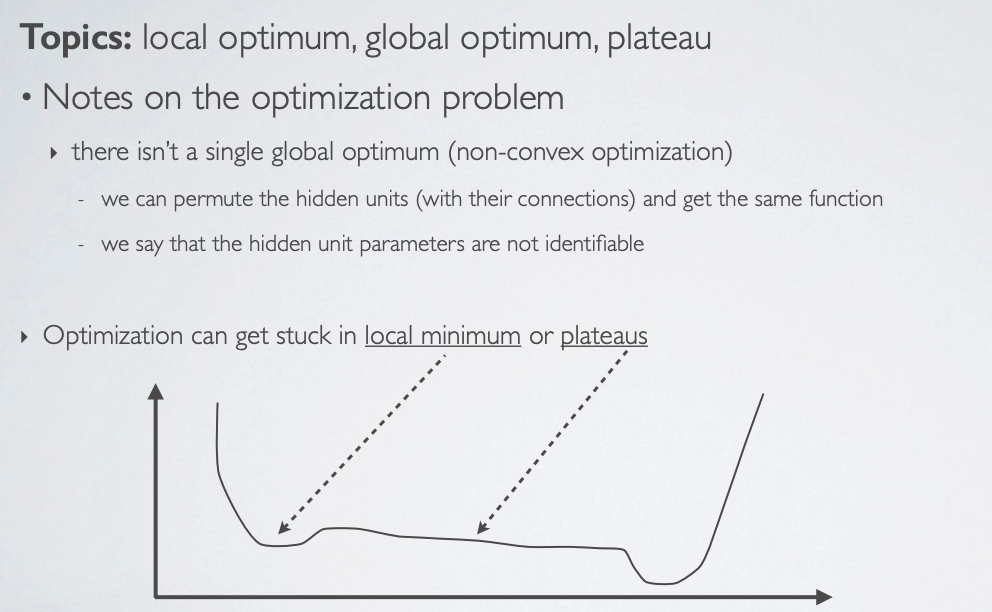 Topics: local optimum, global optimum, plateau
• Notes on the optimization problem
‣ there isn't a single global optimum (non-convex optimization)
- we can permute the hidden units (with their connections) and get the same function
- we say that the hidden unit parameters are not identifiable
‣ Optimization can get stuck in local minimum or plateaus